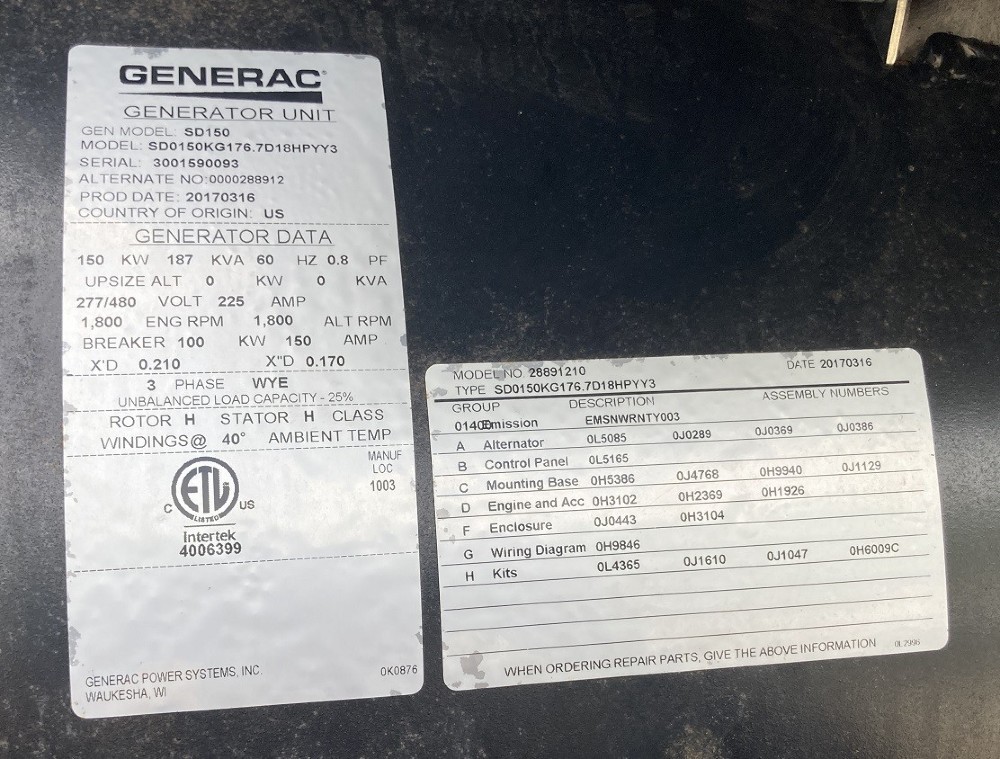 GENERAC
GENERATOR UNIT
GEN MODEL: SD150
MODEL: SD0150KG176.7D18HPYY3
SERIAL: 3001590093
ALTERNATE NO:0000288912
PROD DATE: 20170316
COUNTRY OF ORIGIN: US
GENERATOR DATA
150 KW 187 KVA 60 HZ 0.8 PF
UPSIZE ALT 0 KW 0 KVA
277/480 VOLT 225 AMP
1,800 ENG RPM 1,800 ALT RPM
BREAKER 100 KW 150 AMP
X'D 0.210 X"D 0.170
3 PHASE WYE
UNBALANCED LOAD CAPACITY - 25%
ROTOR H STATOR H CLASS
WINDINGS@ 40° AMBIENT TEMP
MANUF
LOC
1003
C ETL US
LISTED
Intertek
4006399
GENERAC POWER SYSTEMS, INC.
WAUKESHA, WI
0K0876
MODEL NO. 28891210 DATE 20170316
TYPE SD0150KG176.7D18HPYY3
GROUP DESCRIPTION ASSEMBLY NUMBERS
01400 Emission EMSNWRNTY003
A Alternator 0L5085 0J0289 0J0369 0J0386
B Control Panel 0L5165
C Mounting Base 0H5386 0J4768 0H9940 0J1129
D Engine and Acc 0H3102 0H2369 0H1926
F Enclosure 0J0443 0H3104
G Wiring Diagram 0H9846
H Kits 0L4365 0J1610 0J1047 0H6009C
WHEN ORDERING REPAIR PARTS, GIVE THE ABOVE INFORMATION 0L2996